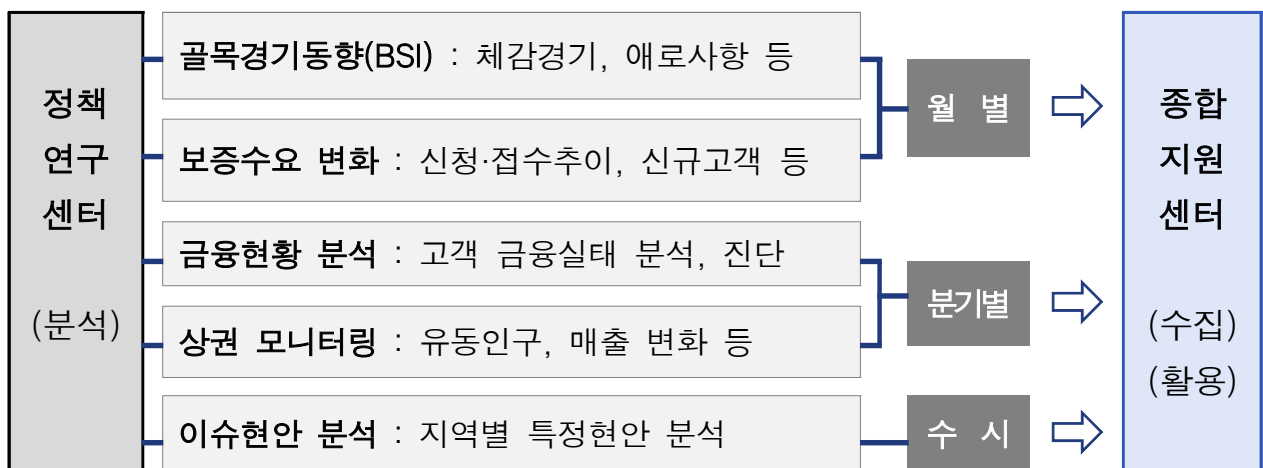 정책
연구
센터
(분석)
골목경기동향(BSI) : 체감경기, 애로사항 등
보증수요 변화 : 신청·접수추이, 신규고객 등
월 별
금융현황 분석 : 고객 금융실태 분석, 진단
상권 모니터링 : 유동인구, 매출 변화 등
분기별
이슈현안 분석 : 지역별 특정현안 분석
수 시
종합
지원
센터
(수집)
(활용)